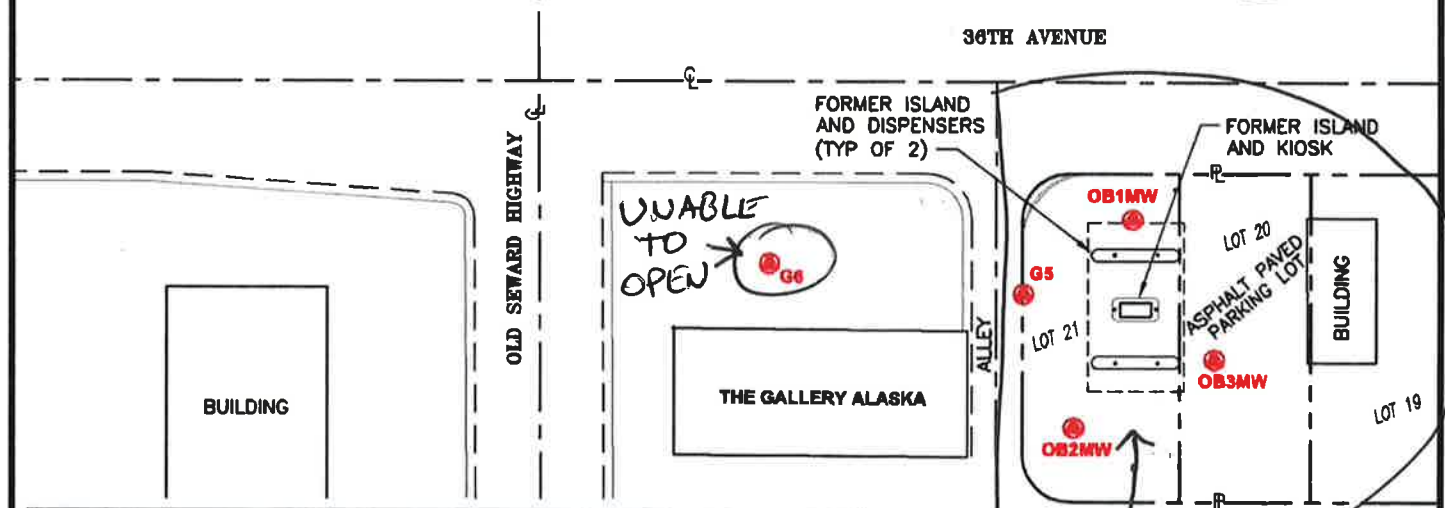 36TH AVENUE
FORMER ISLAND
AND DISPENSERS
(TYP OF 2)
FORMER ISLAND
AND KIOSK
OLD SEWARD HIGHWAY
UNABLE
TO
OPEN
G6
OB1MW
LOT 20
G5
ASPHALT PAVED
PARKING LOT
BUILDING
LOT 21
ALLEY
OB3MW
BUILDING
THE GALLERY ALASKA
LOT 19
OB2MW